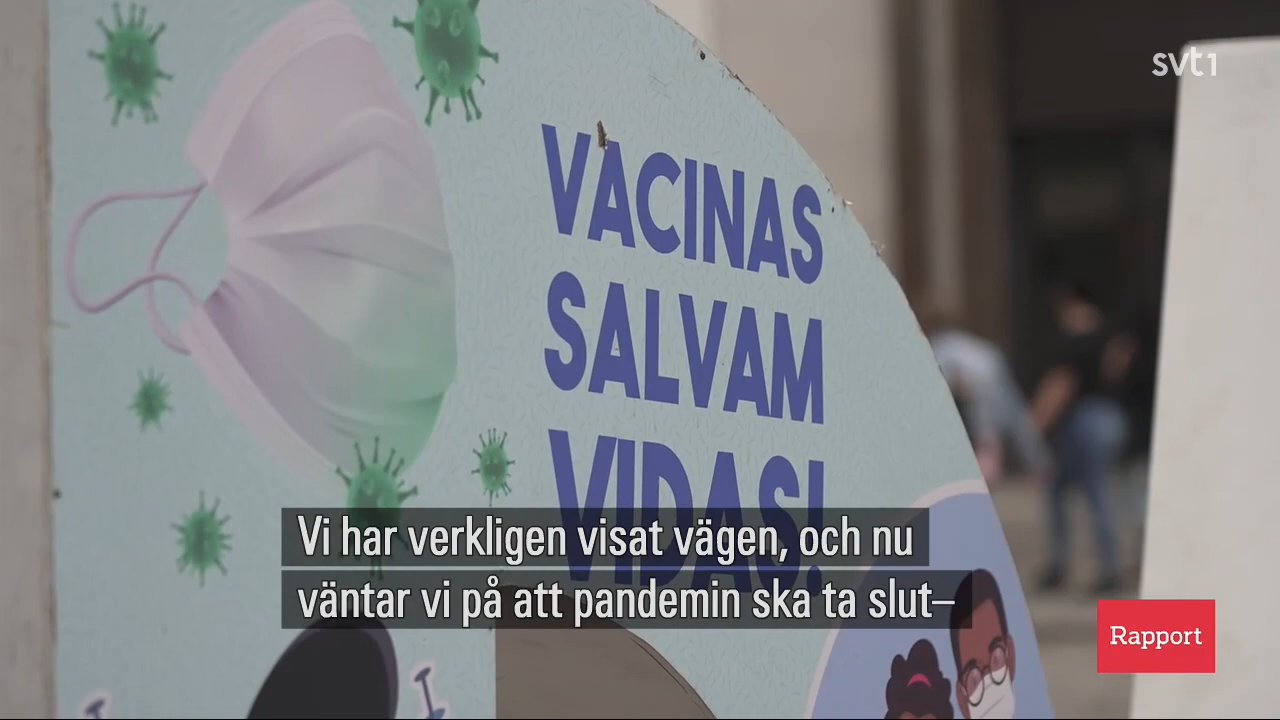 svt1
VACINAS
SALVAM
VIDAS!
Vi har verkligen visat vägen, och nu
väntar vi på att pandemin ska ta slut–
Rapport